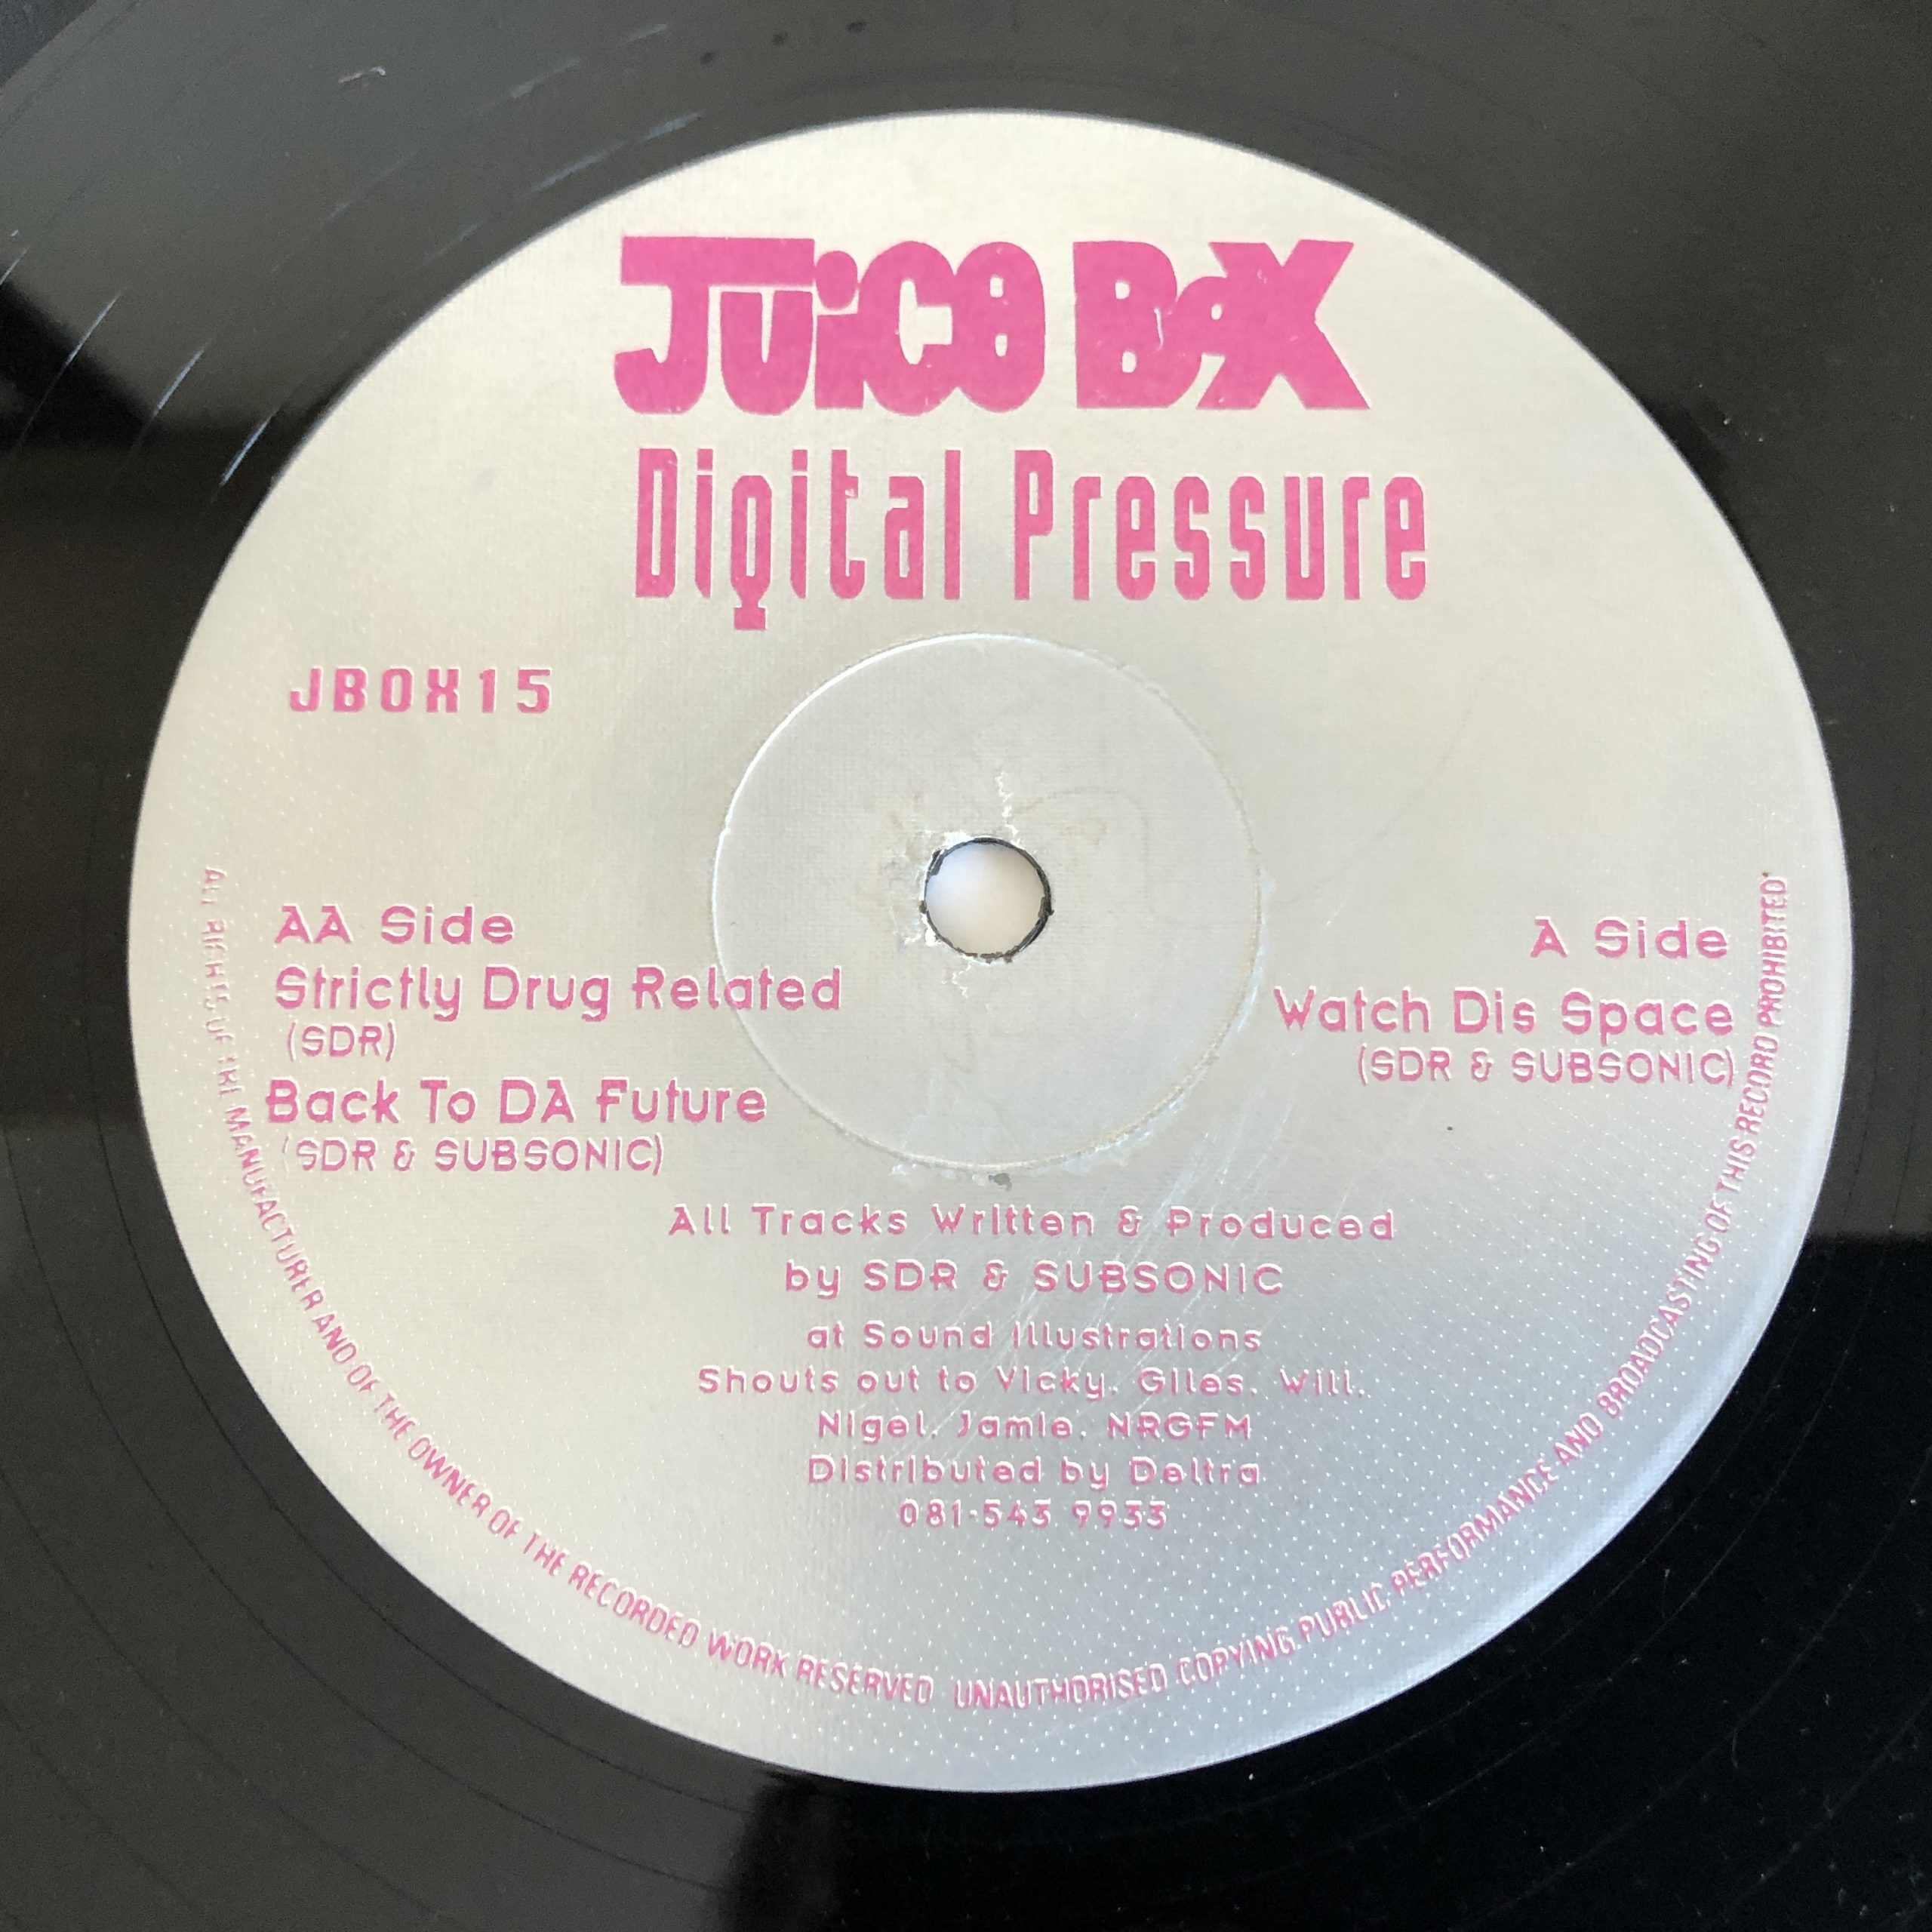 JUiCe BoX
Digital Pressure
JBOX15
AA Side
Strictly Drug Related
(SDR)
Back To DA Future
(SDR & SUBSONIC)
A Side
Watch Dis Space
(SDR & SUBSONIC)
All Tracks Written & Produced
by SDR & SUBSONIC
at Sound Illustrations
Shouts out to Vicky. Giles. Will.
Nigel. Jamie. NRGFM
Distributed by Deltra
081-543 9933
ALL RIGHTS OF THE MANUFACTURER AND OF THE OWNER OF THE RECORDED WORK RESERVED UNAUTHORISED COPYING PUBLIC PERFORMANCE AND BROADCASTING OF THIS RECORD PROHIBITED